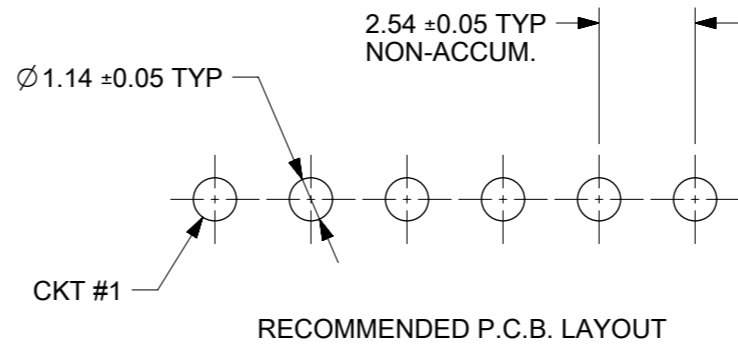 2.54 ±0.05 TYP
NON-ACCUM.
∅1.14 ±0.05 TYP
CKT #1
RECOMMENDED P.C.B. LAYOUT